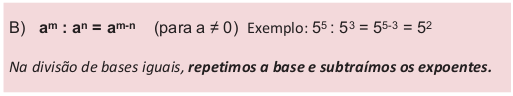 B) aᵐ : aⁿ = aᵐ⁻ⁿ (para a ≠ 0) Exemplo: 5⁵ : 5³ = 5⁵⁻³ = 5²
Na divisão de bases iguais, repetimos a base e subtraímos os expoentes.